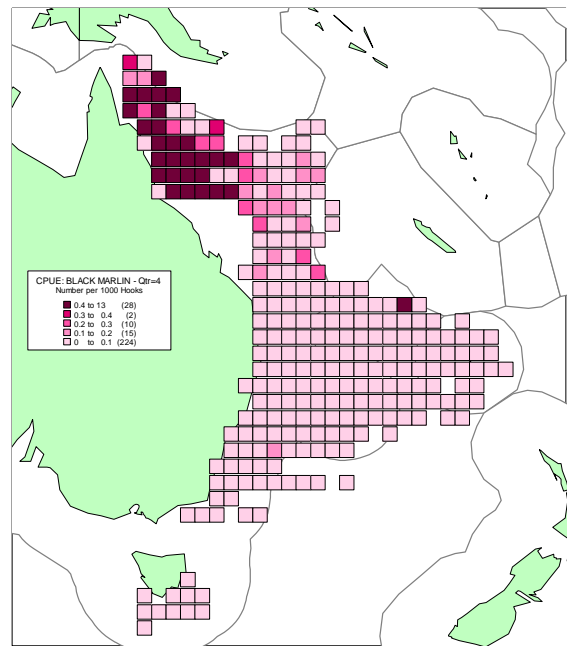 CPUE: BLACK MARLIN - Qtr=4
Number per 1000 Hooks
0.4 to 13 (28)
0.3 to 0.4 (2)
0.2 to 0.3 (10)
0.1 to 0.2 (15)
0 to 0.1 (224)